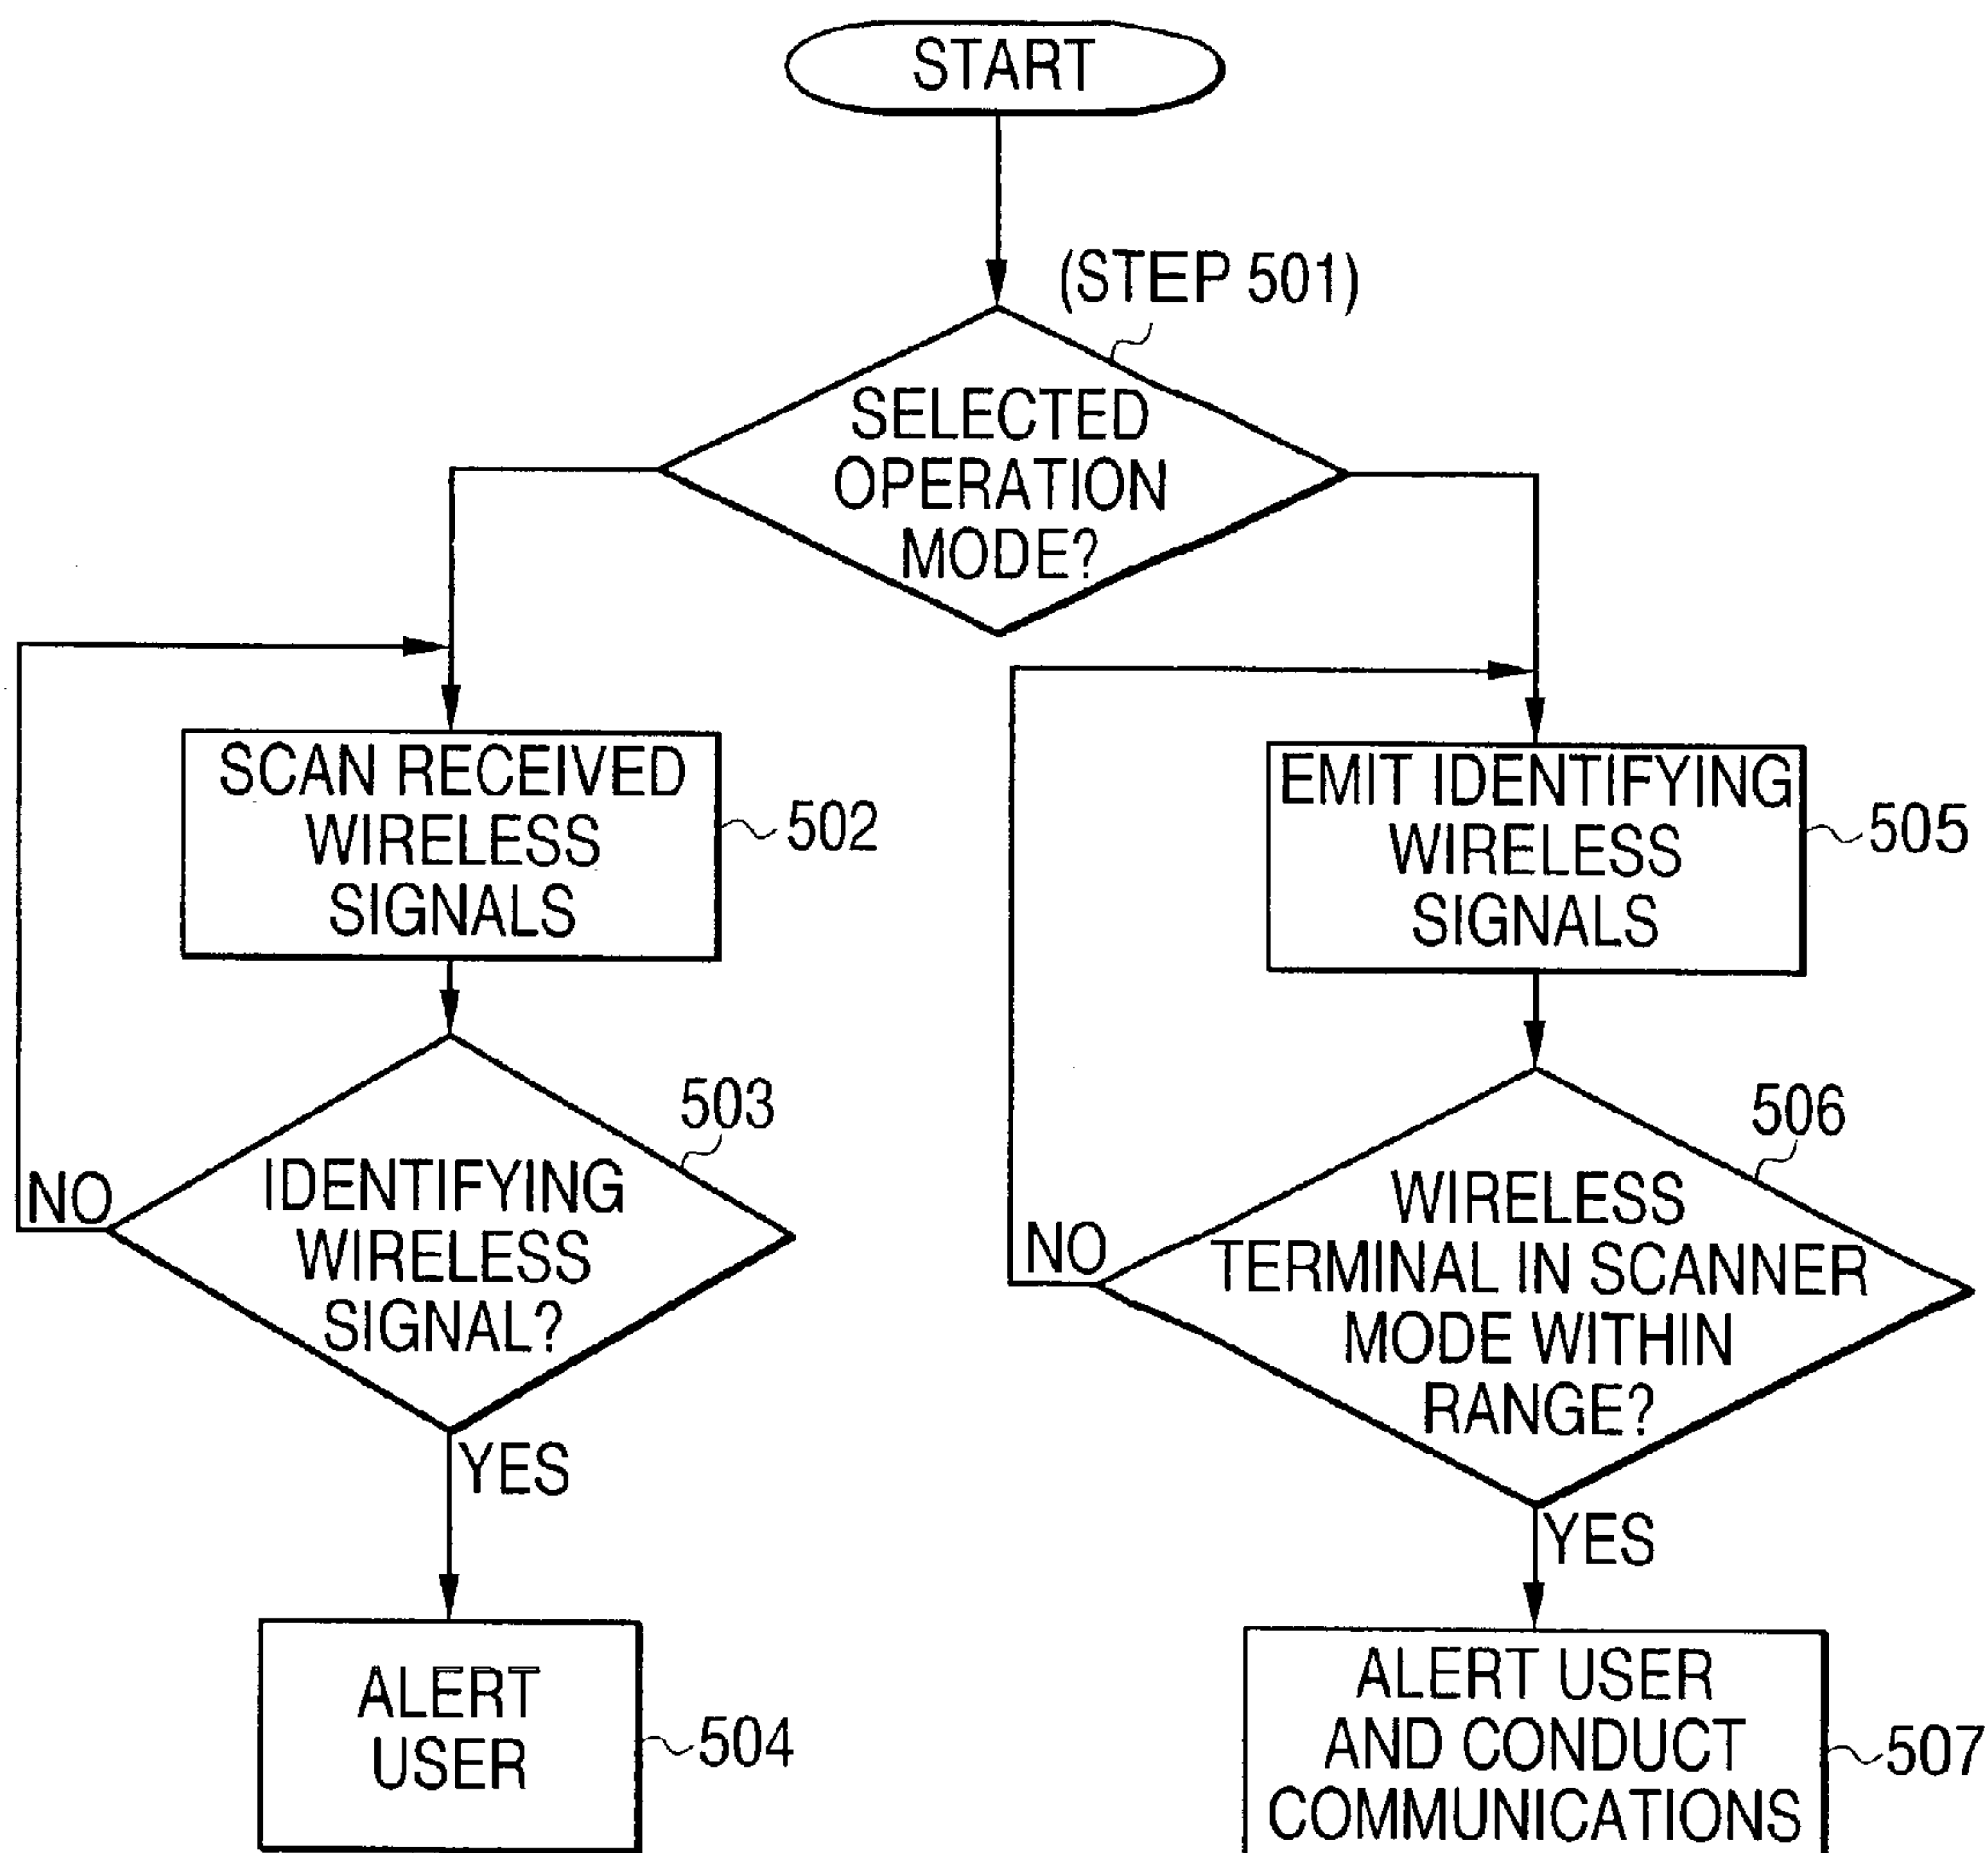 START
(STEP 501)
SELECTED
OPERATION
MODE?
SCAN RECEIVED
WIRELESS
SIGNALS
502
IDENTIFYING
WIRELESS
SIGNAL?
503
NO
YES
ALERT
USER
504
EMIT IDENTIFYING
WIRELESS
SIGNALS
505
506
WIRELESS
TERMINAL IN SCANNER
MODE WITHIN
RANGE?
NO
YES
ALERT USER
AND CONDUCT
COMMUNICATIONS
507